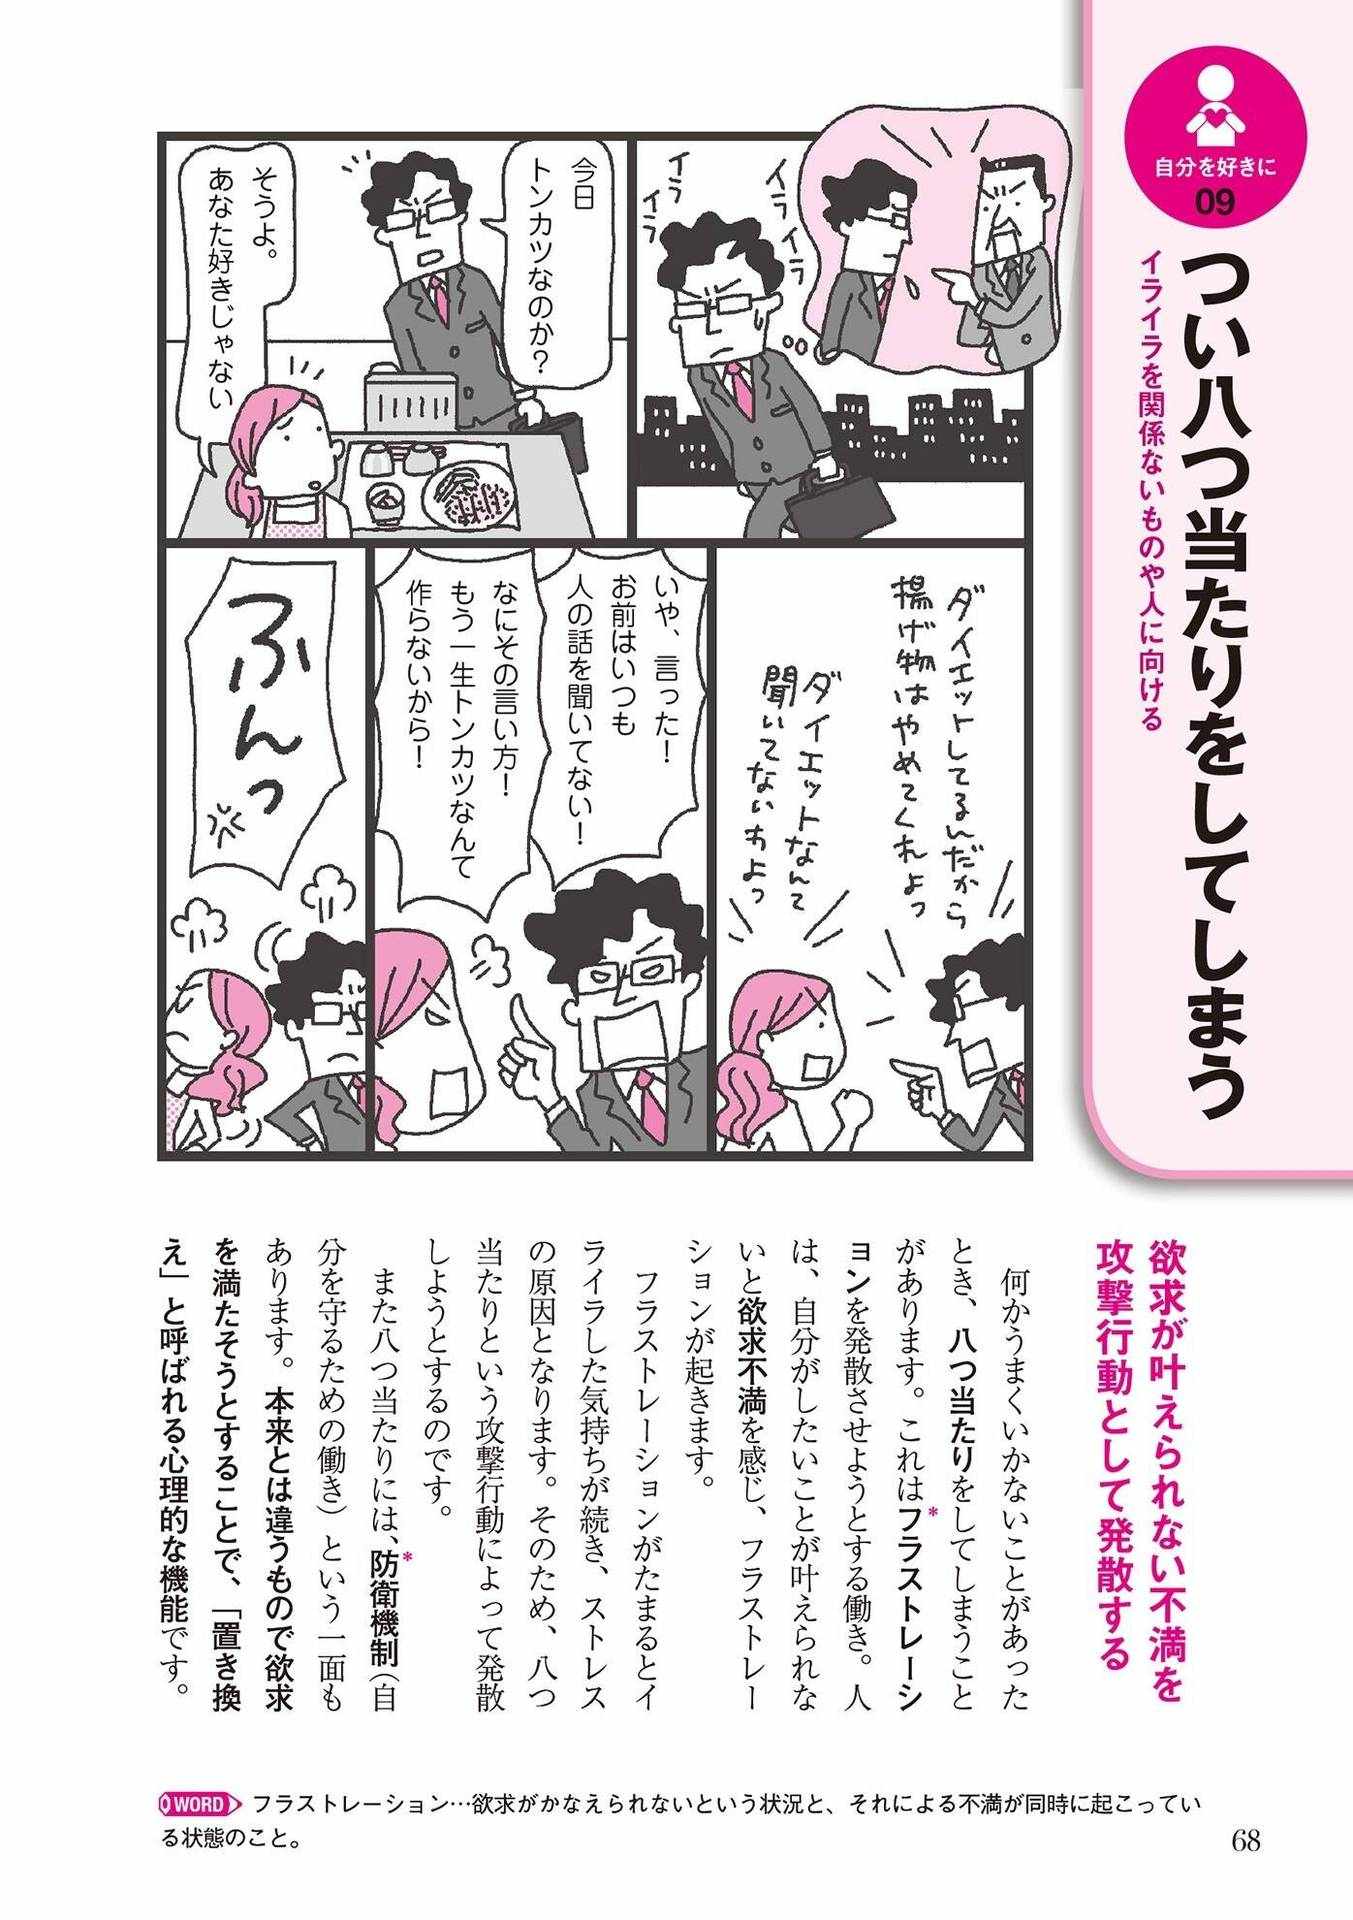 自分を好きに
09
つい八つ当たりをしてしまう
イライラを関係ないものや人に向ける
イライラ
イライラ
今日
トンカツなのか？
そうよ。
あなた好きじゃない
ダイエットしてるんだから
揚げ物はやめてくれよっ
ダイエットなんて
聞いてないわよっ
いや、言った！
お前はいつも
人の話を聞いてない！
なにその言い方！
もう一生トンカツなんて
作らないから！
ふんっ
欲求が叶えられない不満を
攻撃行動として発散する
何かうまくいかないことがあった
とき、八つ当たりをしてしまうこと
があります。これはフラストレーシ
ョン*を発散させようとする働き。人
は、自分がしたいことが叶えられな
いと欲求不満を感じ、フラストレー
ションが起きます。
フラストレーションがたまるとイ
ライラした気持ちが続き、ストレス
の原因となります。そのため、八つ
当たりという攻撃行動によって発散
しようとするのです。
また八つ当たりには、防衛機制*（自
分を守るための働き）という一面も
あります。本来とは違うもので欲求
を満たそうとすることで、「置き換
え」と呼ばれる心理的な機能です。
WORD フラストレーション…欲求がかなえられないという状況と、それによる不満が同時に起こってい
る状態のこと。
68